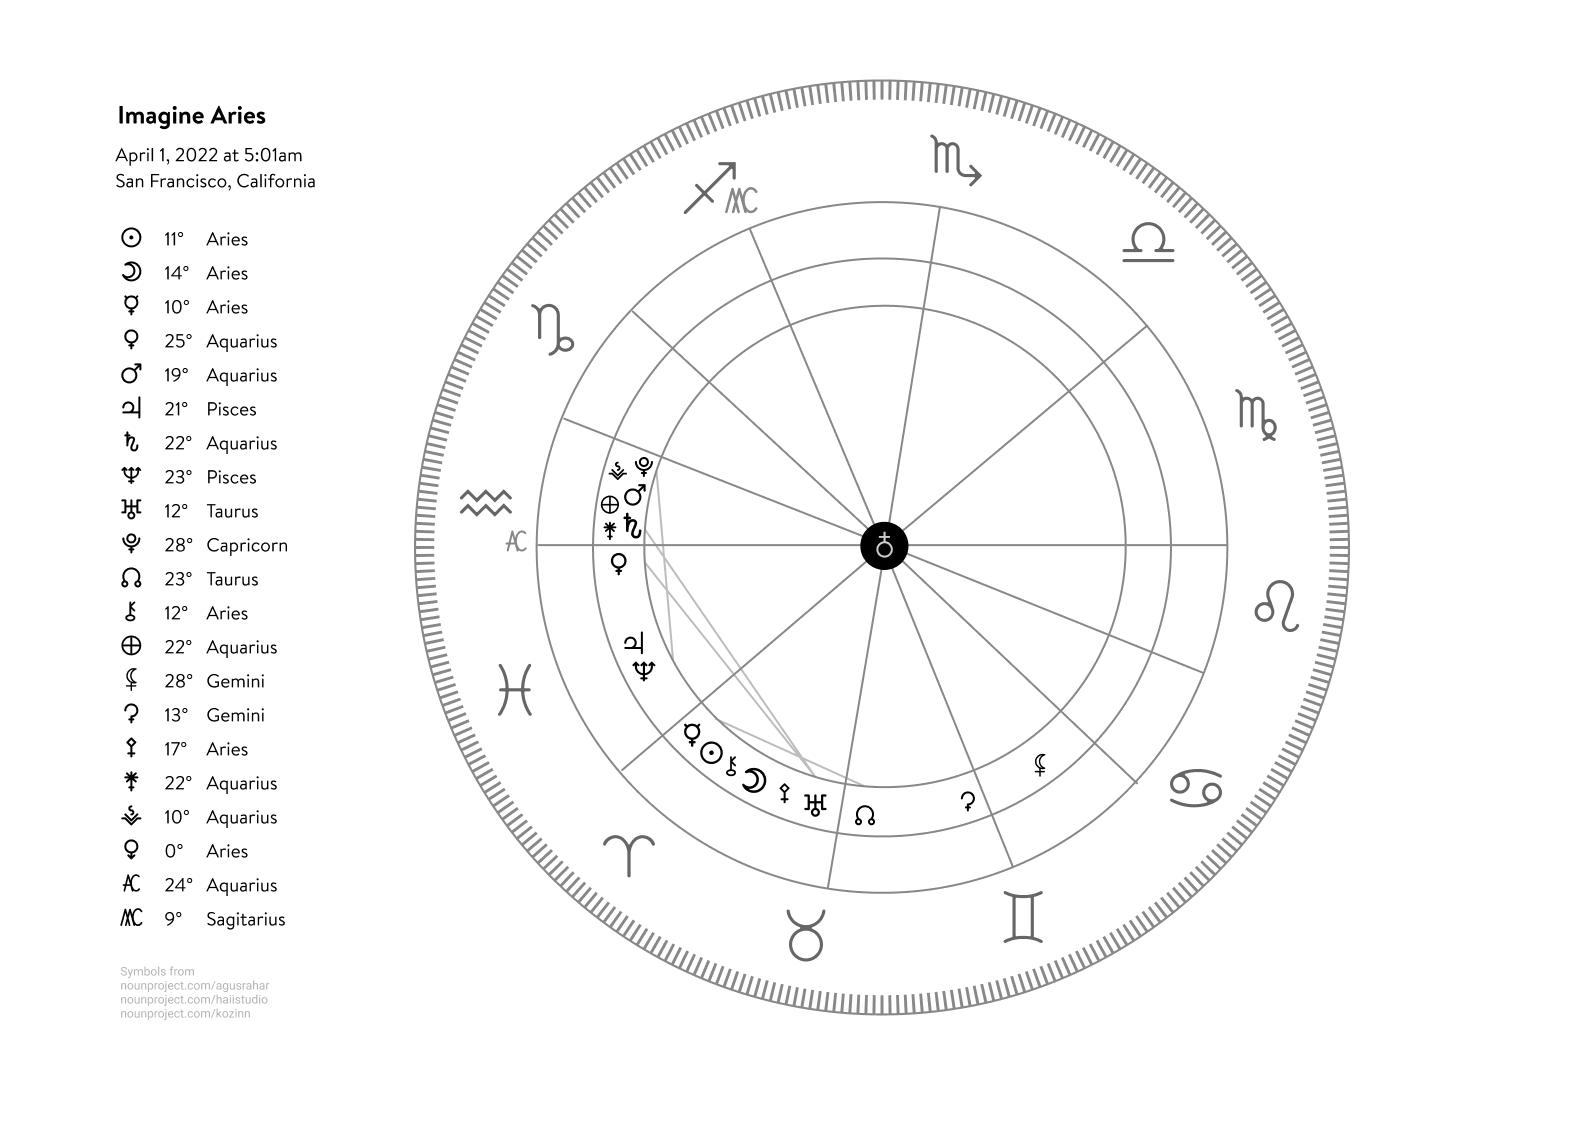 Imagine Aries
April 1, 2022 at 5:01am
San Francisco, California
☉ 11° Aries
☽ 14° Aries
☿ 10° Aries
♀ 25° Aquarius
♂ 19° Aquarius
♃ 21° Pisces
♄ 22° Aquarius
♆ 23° Pisces
♅ 12° Taurus
28° Capricorn
☊ 23° Taurus
⚷ 12° Aries
⊕ 22° Aquarius
⚸ 28° Gemini
⚳ 13° Gemini
⚴ 17° Aries
⚵ 22° Aquarius
⚶ 10° Aquarius
0° Aries
AC 24° Aquarius
MC 9° Sagitarius
Symbols from
nounproject.com/agusrahar
nounproject.com/haiistudio
nounproject.com/kozinn
MC
AC